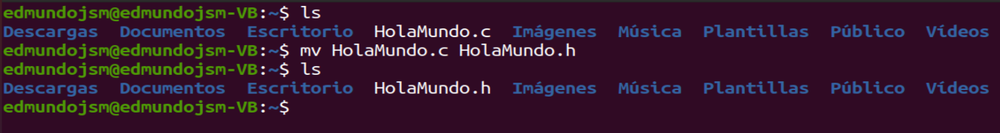 edmundojsm@edmundojsm-VB:~$ ls
Descargas  Documentos  Escritorio  HolaMundo.c  Imágenes  Música  Plantillas  Público  Vídeos
edmundojsm@edmundojsm-VB:~$ mv HolaMundo.c HolaMundo.h
edmundojsm@edmundojsm-VB:~$ ls
Descargas  Documentos  Escritorio  HolaMundo.h  Imágenes  Música  Plantillas  Público  Vídeos
edmundojsm@edmundojsm-VB:~$